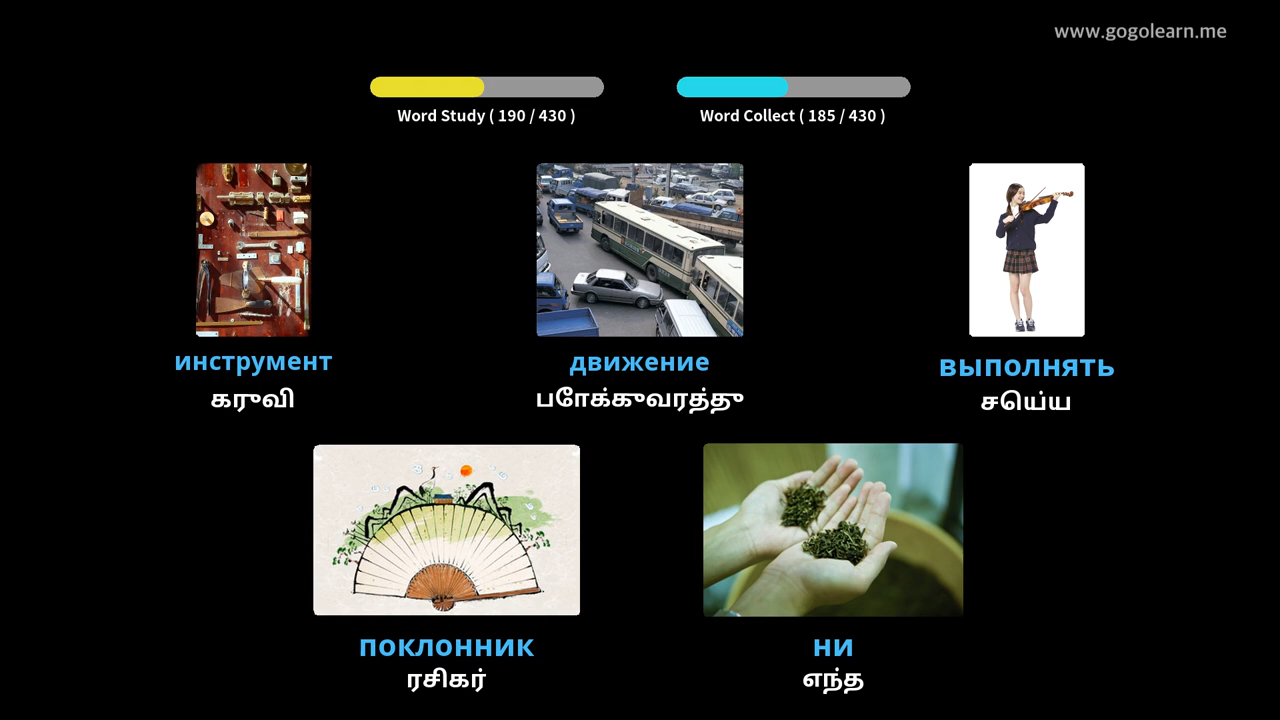 www.gogolearn.me
Word Study ( 190 / 430 )
Word Collect ( 185 / 430 )
инструмент
கருவி
движение
போக்குவரத்து
выполнять
செய்ய
поклонник
ரசிகர்
ни
எந்த